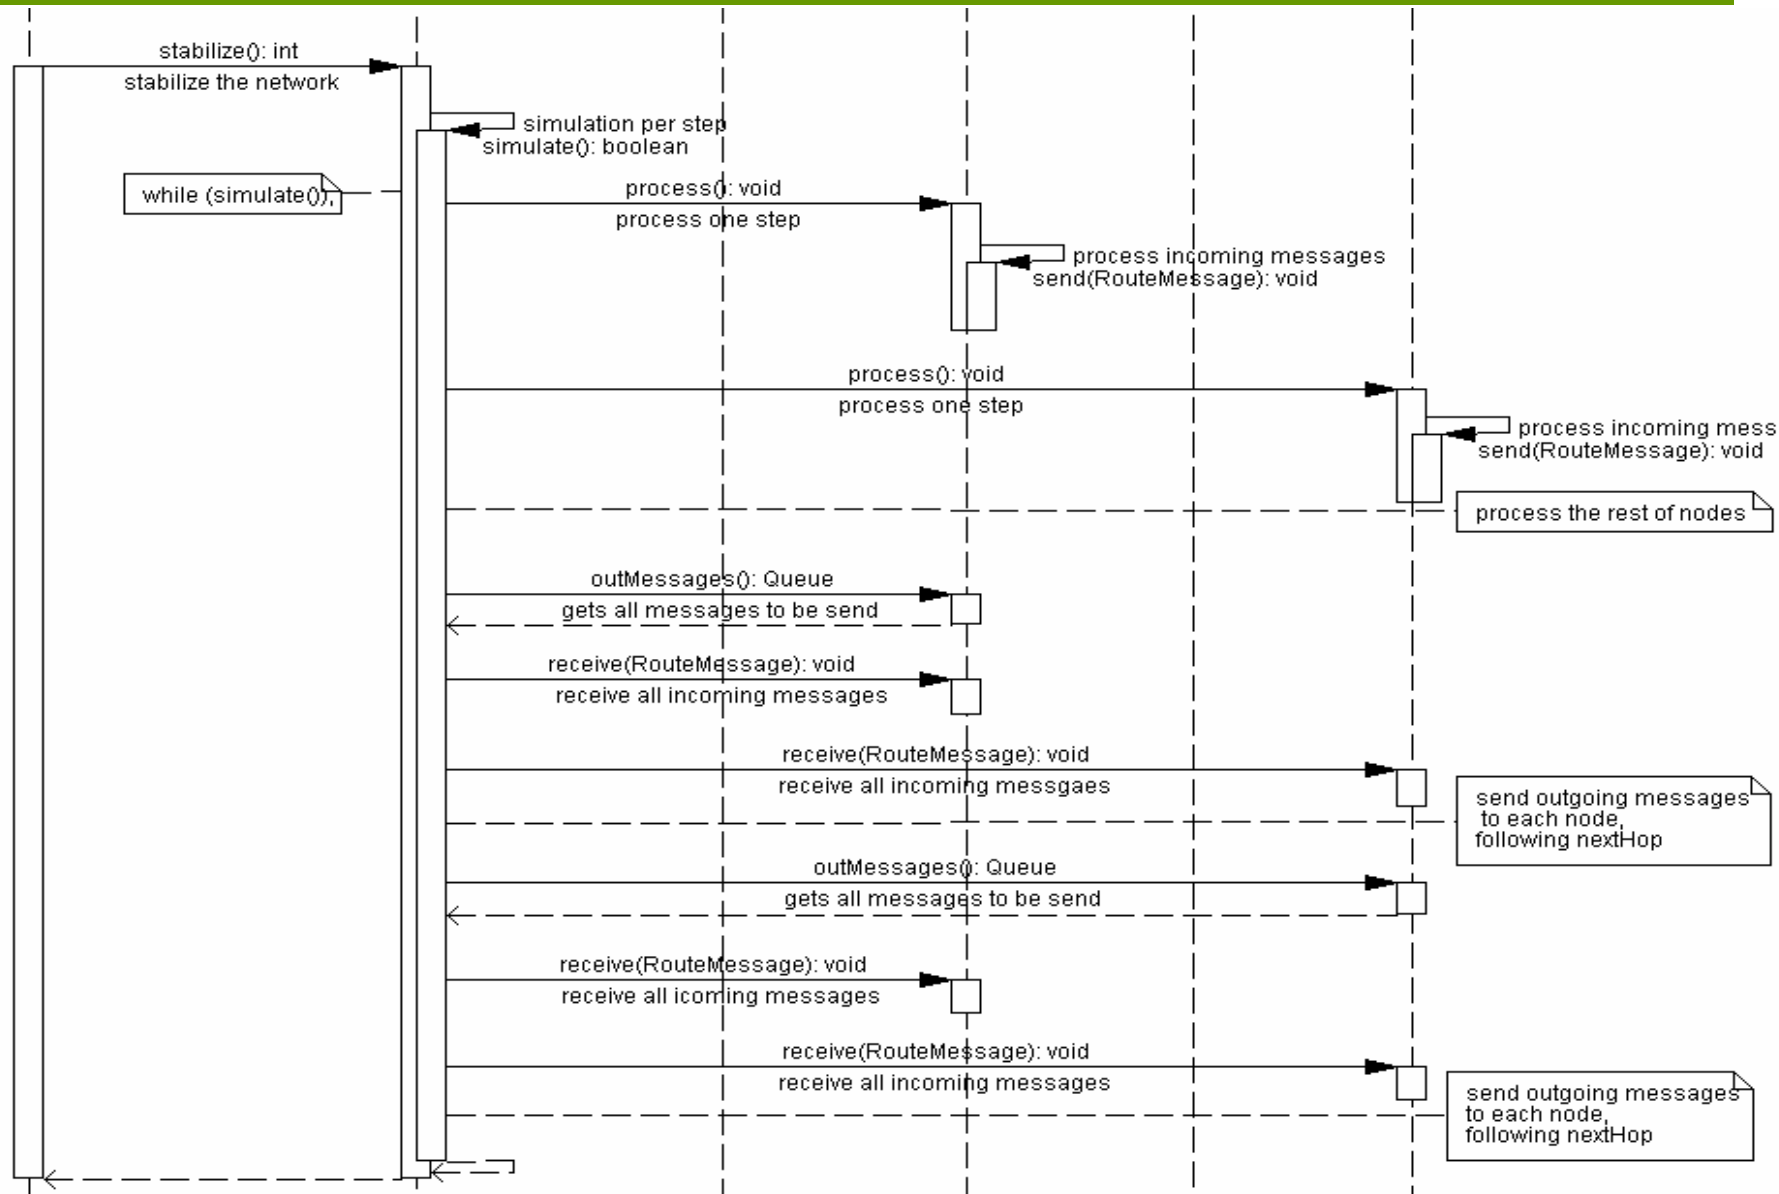 stabilize(): int
stabilize the network
simulation per step
simulate(): boolean
while (simulate());
process(): void
process one step
process incoming messages
send(RouteMessage): void
process(): void
process one step
process incoming mess
send(RouteMessage): void
process the rest of nodes
outMessages(): Queue
gets all messages to be send
receive(RouteMessage): void
receive all incoming messages
receive(RouteMessage): void
receive all incoming messgaes
send outgoing messages
to each node,
following nextHop
outMessages(): Queue
gets all messages to be send
receive(RouteMessage): void
receive all icoming messages
receive(RouteMessage): void
receive all incoming messages
send outgoing messages
to each node,
following nextHop